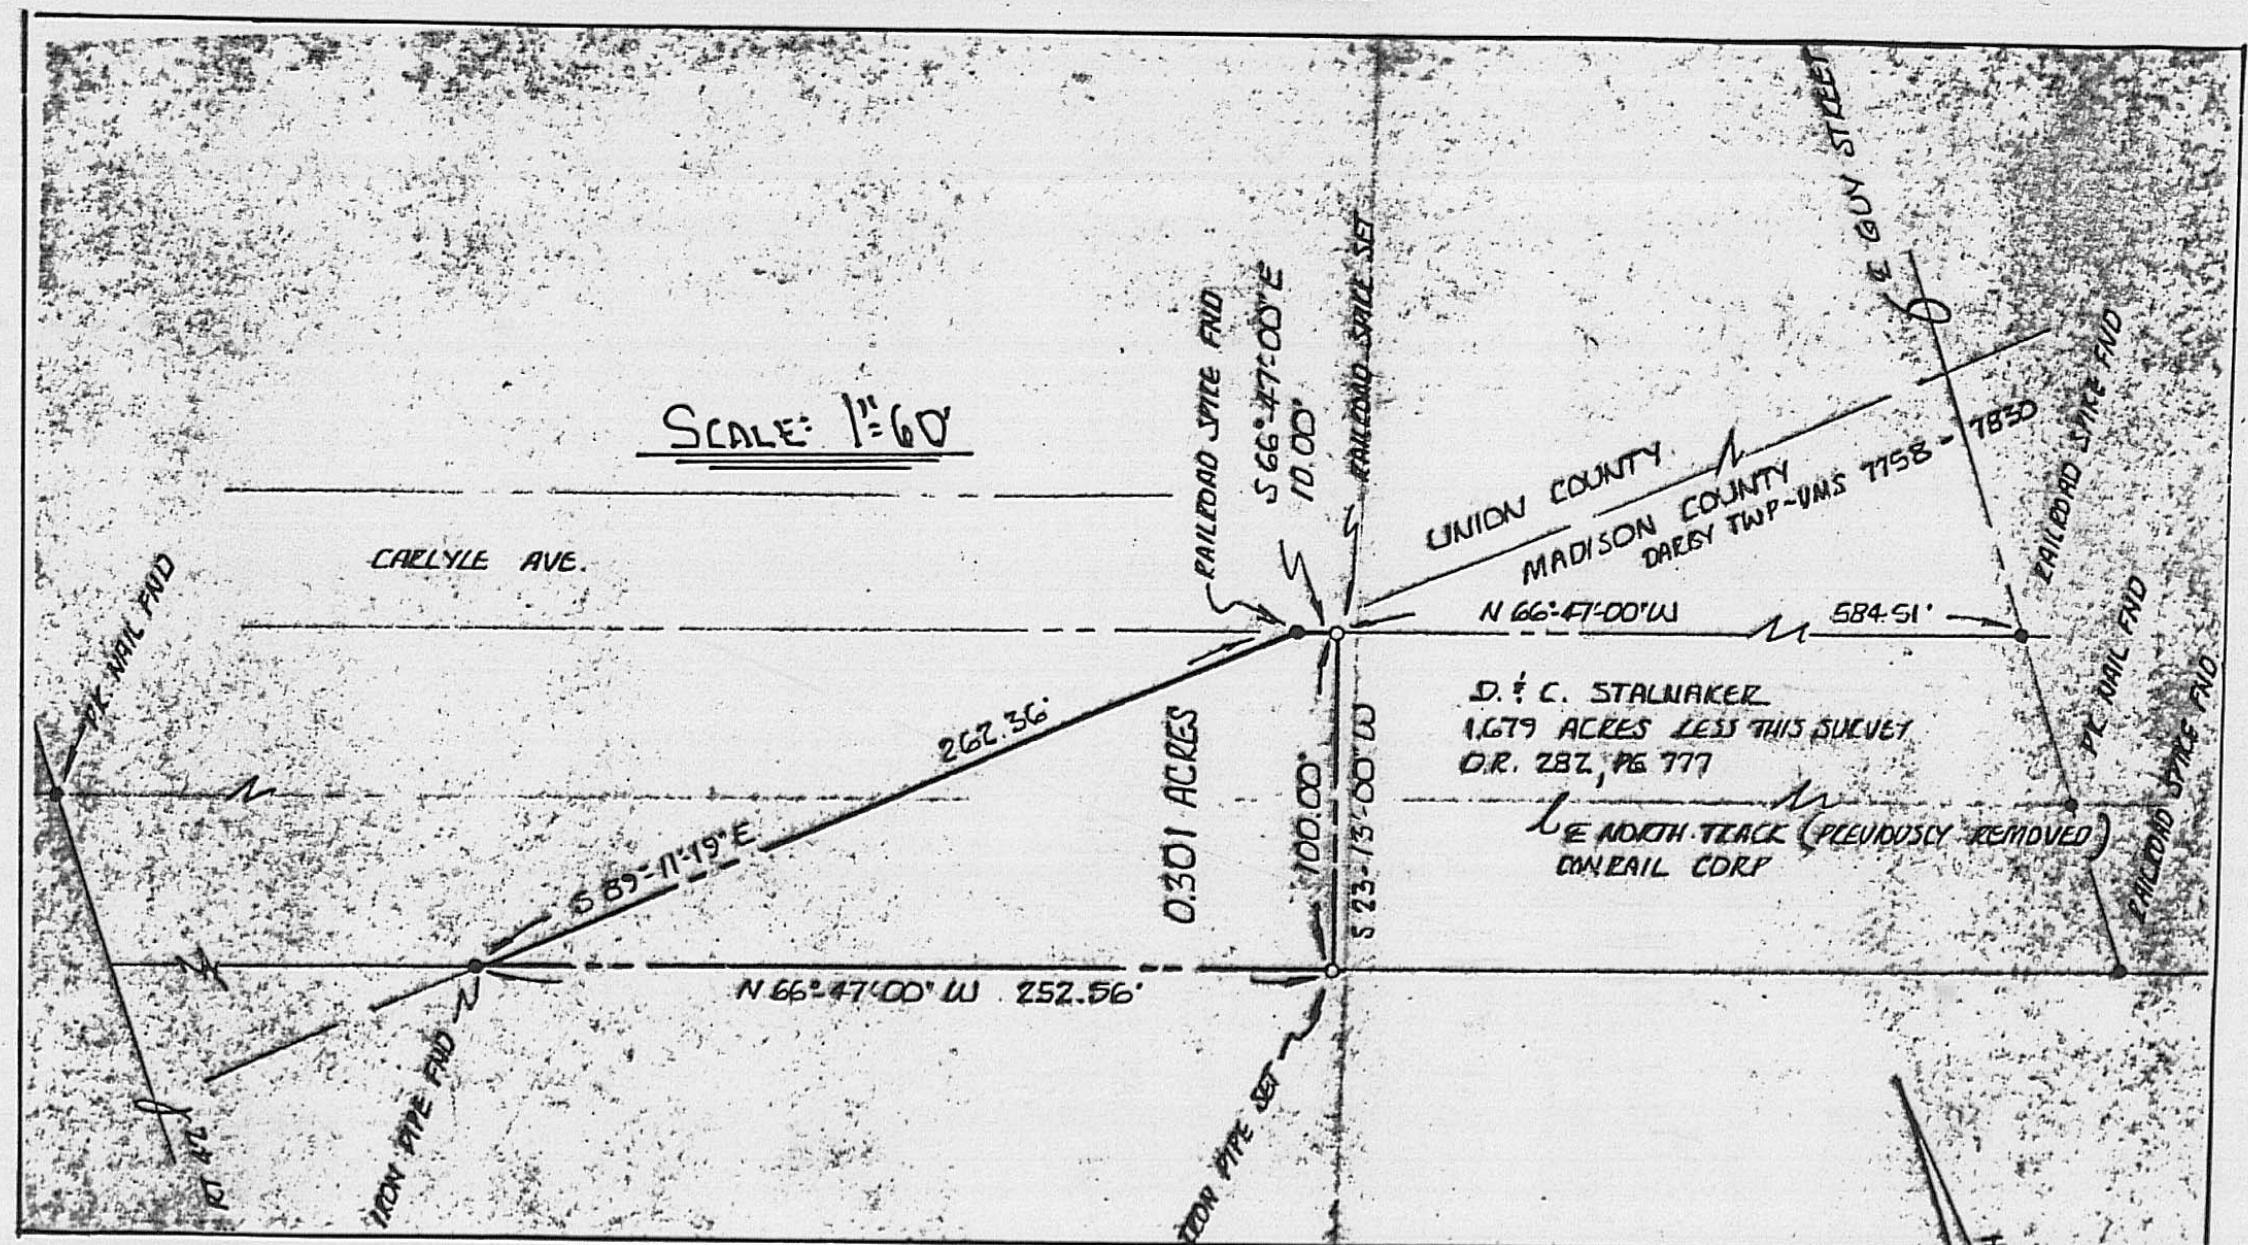 SCALE: 1"=60'
CARLYLE AVE.
PK NAIL FND
RAILROAD SPIKE FND
S 66°-47'-00" E
10.00'
RAILROAD SPIKE SET
℄ GUY STREET
UNION COUNTY
MADISON COUNTY
DARBY TWP~VMS 7758 - 7830
RAILROAD SPIKE FND
N 66°-47'-00" W 584.51'
PK NAIL FND
RAILROAD SPIKE FND.
D. & C. STALNAKER
1.679 ACRES LESS THIS SURVEY
O.R. 282, PG 777
℄ NORTH TRACK (PREVIOUSLY REMOVED)
CONRAIL CORP
262.36'
S 89°-11'-19" E
0.301 ACRES
100.00'
S 23-13'-00" W
N 66°-47'-00" W 252.56'
RT 42
IRON PIPE FND
IRON PIPE SET